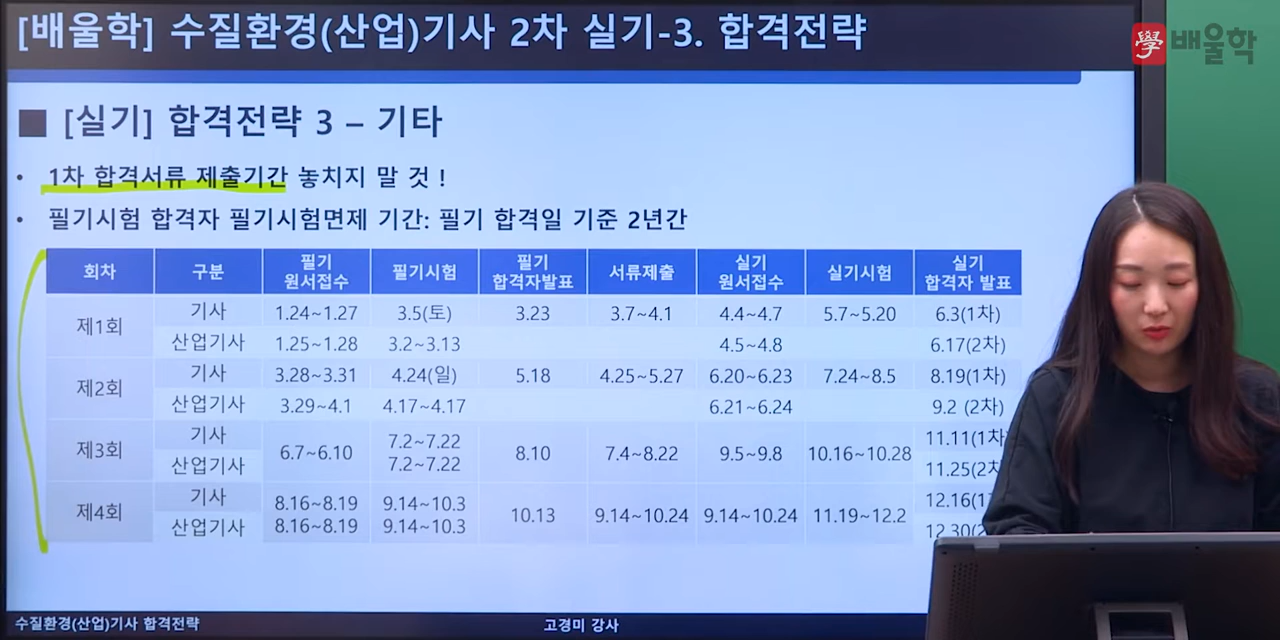 [배울학] 수질환경(산업)기사 2차 실기-3. 합격전략
學 배울학
■ [실기] 합격전략 3 – 기타
• 1차 합격서류 제출기간 놓치지 말 것 !
• 필기시험 합격자 필기시험면제 기간: 필기 합격일 기준 2년간
회차 구분 필기 원서접수 필기시험 필기 합격자발표 서류제출 실기 원서접수 실기시험 실기 합격자 발표
제1회 기사 1.24~1.27 3.5(토) 3.23 3.7~4.1 4.4~4.7 5.7~5.20 6.3(1차)
산업기사 1.25~1.28 3.2~3.13 4.5~4.8 6.17(2차)
제2회 기사 3.28~3.31 4.24(일) 5.18 4.25~5.27 6.20~6.23 7.24~8.5 8.19(1차)
산업기사 3.29~4.1 4.17~4.17 6.21~6.24 9.2 (2차)
제3회 기사 6.7~6.10 7.2~7.22 8.10 7.4~8.22 9.5~9.8 10.16~10.28 11.11(1차
산업기사 7.2~7.22 11.25(2차
제4회 기사 8.16~8.19 9.14~10.3 10.13 9.14~10.24 9.14~10.24 11.19~12.2 12.16(1
산업기사 8.16~8.19 9.14~10.3 12.30(2
수질환경(산업)기사 합격전략
고경미 강사